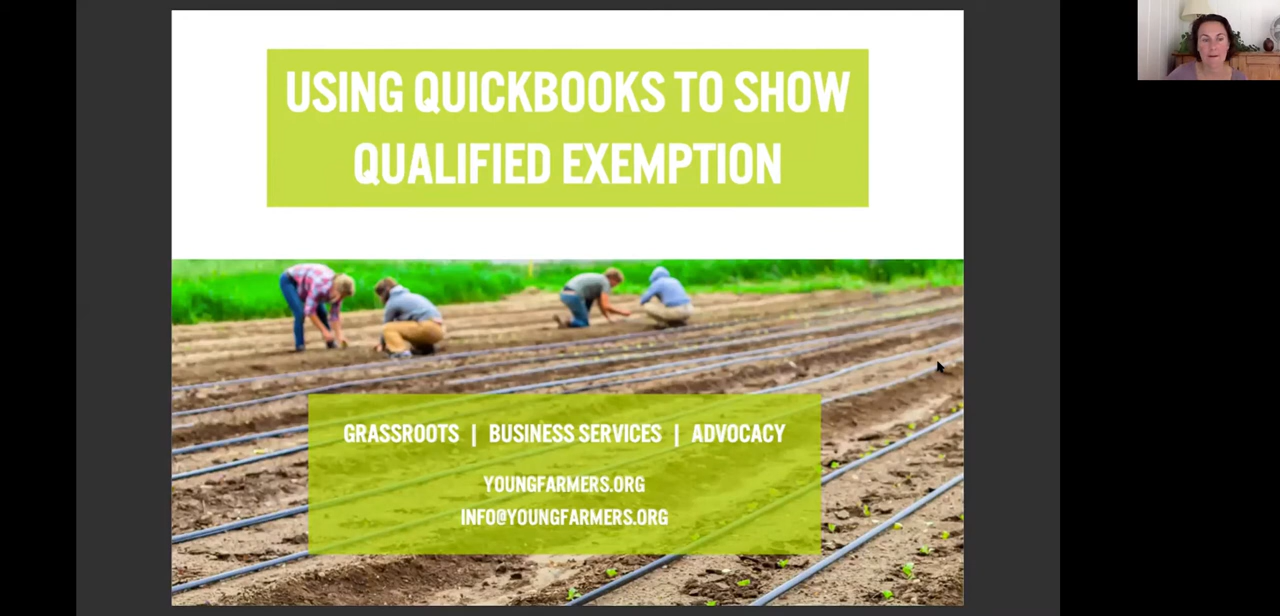 USING QUICKBOOKS TO SHOW
QUALIFIED EXEMPTION
GRASSROOTS | BUSINESS SERVICES | ADVOCACY
YOUNGFARMERS.ORG
INFO@YOUNGFARMERS.ORG